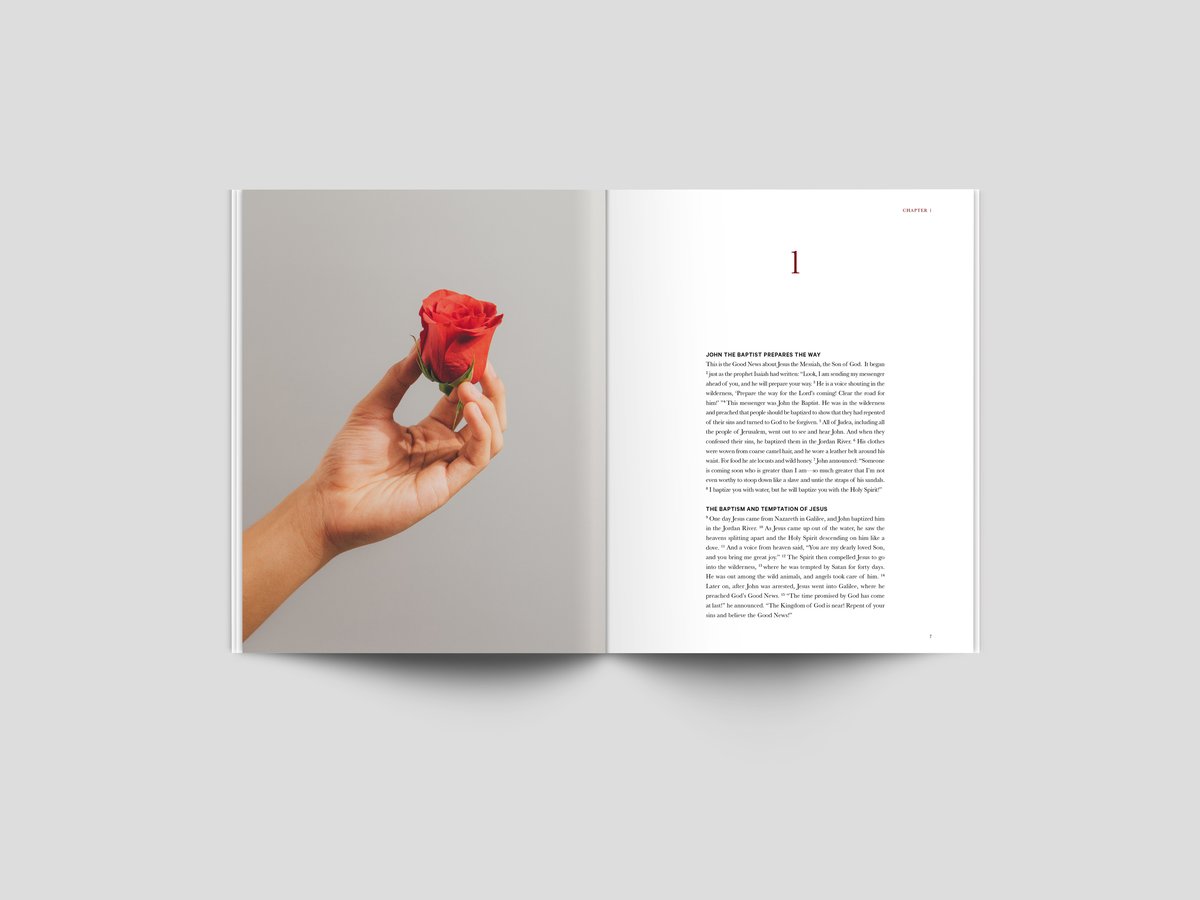 CHAPTER 1
1
JOHN THE BAPTIST PREPARES THE WAY
This is the Good News about Jesus the Messiah, the Son of God. It began
² just as the prophet Isaiah had written: “Look, I am sending my messenger
ahead of you, and he will prepare your way. ³ He is a voice shouting in the
wilderness, ‘Prepare the way for the Lord’s coming! Clear the road for
him!’ ”⁴ This messenger was John the Baptist. He was in the wilderness
and preached that people should be baptized to show that they had repented
of their sins and turned to God to be forgiven. ⁵ All of Judea, including all
the people of Jerusalem, went out to see and hear John. And when they
confessed their sins, he baptized them in the Jordan River. ⁶ His clothes
were woven from coarse camel hair, and he wore a leather belt around his
waist. For food he ate locusts and wild honey. ⁷ John announced: “Someone
is coming soon who is greater than I am—so much greater that I’m not
even worthy to stoop down like a slave and untie the straps of his sandals.
⁸ I baptize you with water, but he will baptize you with the Holy Spirit!”
THE BAPTISM AND TEMPTATION OF JESUS
⁹ One day Jesus came from Nazareth in Galilee, and John baptized him
in the Jordan River. ¹⁰ As Jesus came up out of the water, he saw the
heavens splitting apart and the Holy Spirit descending on him like a
dove. ¹¹ And a voice from heaven said, “You are my dearly loved Son,
and you bring me great joy.” ¹² The Spirit then compelled Jesus to go
into the wilderness, ¹³ where he was tempted by Satan for forty days.
He was out among the wild animals, and angels took care of him. ¹⁴
Later on, after John was arrested, Jesus went into Galilee, where he
preached God’s Good News. ¹⁵ “The time promised by God has come
at last!” he announced. “The Kingdom of God is near! Repent of your
sins and believe the Good News!”